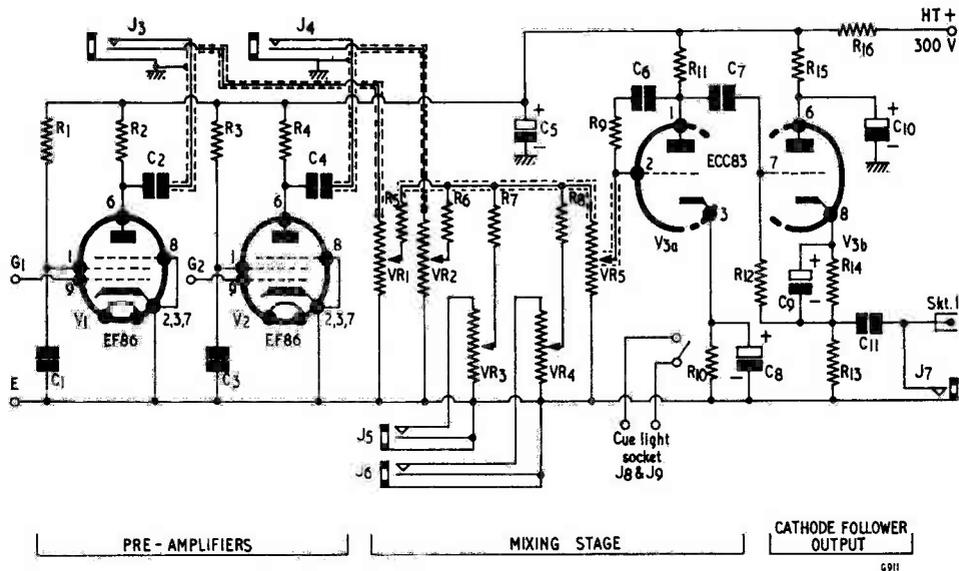 J3
J4
HT+
300 V
R16
R1
R2
R3
R4
C2
C4
C5
+
-
C6
R11
C7
R15
R9
1
6
C10
+
-
2
ECC83
7
3
8
V3a
V3b
6
6
R5
R6
R7
R8
G1
1
9
8
G2
1
9
8
VR1
VR2
VR5
R12
C9
+
-
R14
V1
2,3,7
V2
2,3,7
EF86
EF86
C1
C3
VR3
VR4
R10
+
-
C8
R13
C11
Skt.1
J7
E
J5
J6
Cue light
socket
J8 & J9
PRE-AMPLIFIERS
MIXING STAGE
CATHODE FOLLOWER
OUTPUT
G911